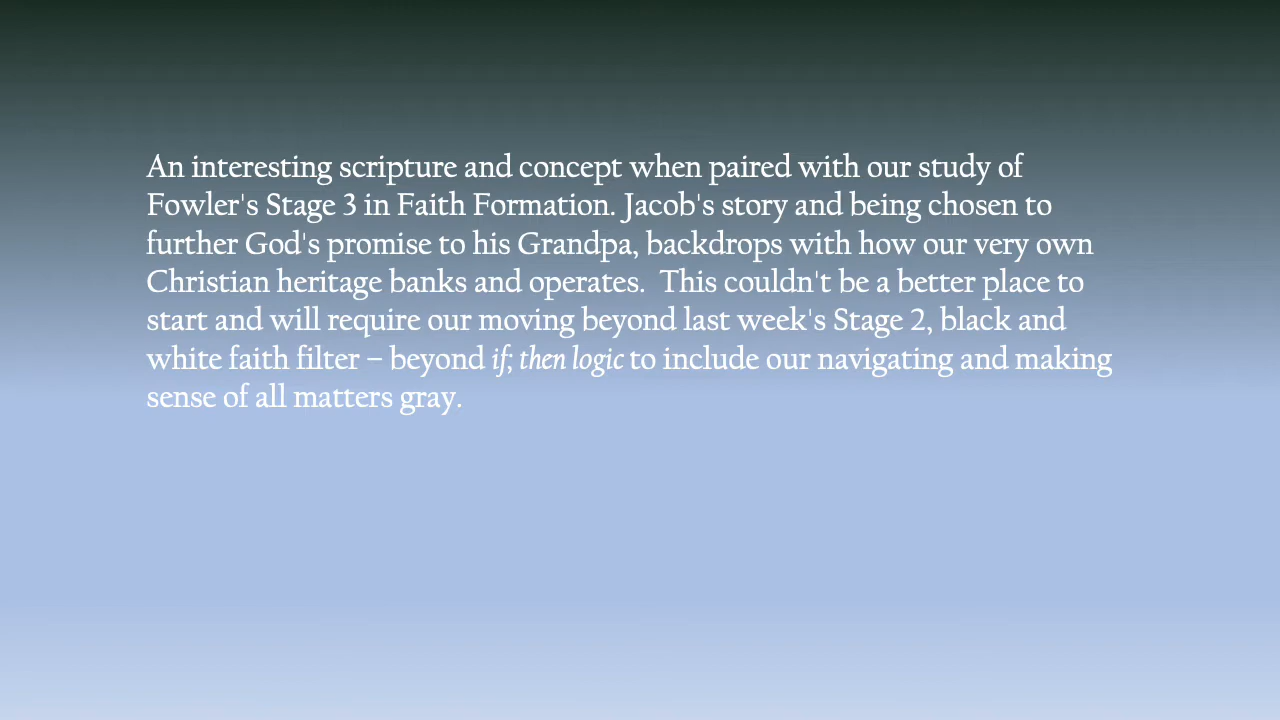 An interesting scripture and concept when paired with our study of
Fowler's Stage 3 in Faith Formation. Jacob's story and being chosen to
further God's promise to his Grandpa, backdrops with how our very own
Christian heritage banks and operates.  This couldn't be a better place to
start and will require our moving beyond last week's Stage 2, black and
white faith filter – beyond if; then logic to include our navigating and making
sense of all matters gray.